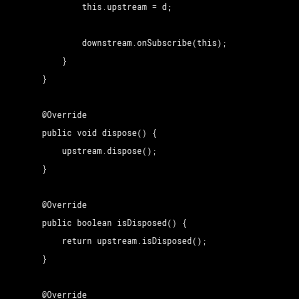 this.upstream = d;
downstream.onSubscribe(this);
}
}
@Override
public void dispose() {
upstream.dispose();
}
@Override
public boolean isDisposed() {
return upstream.isDisposed();
}
@Override